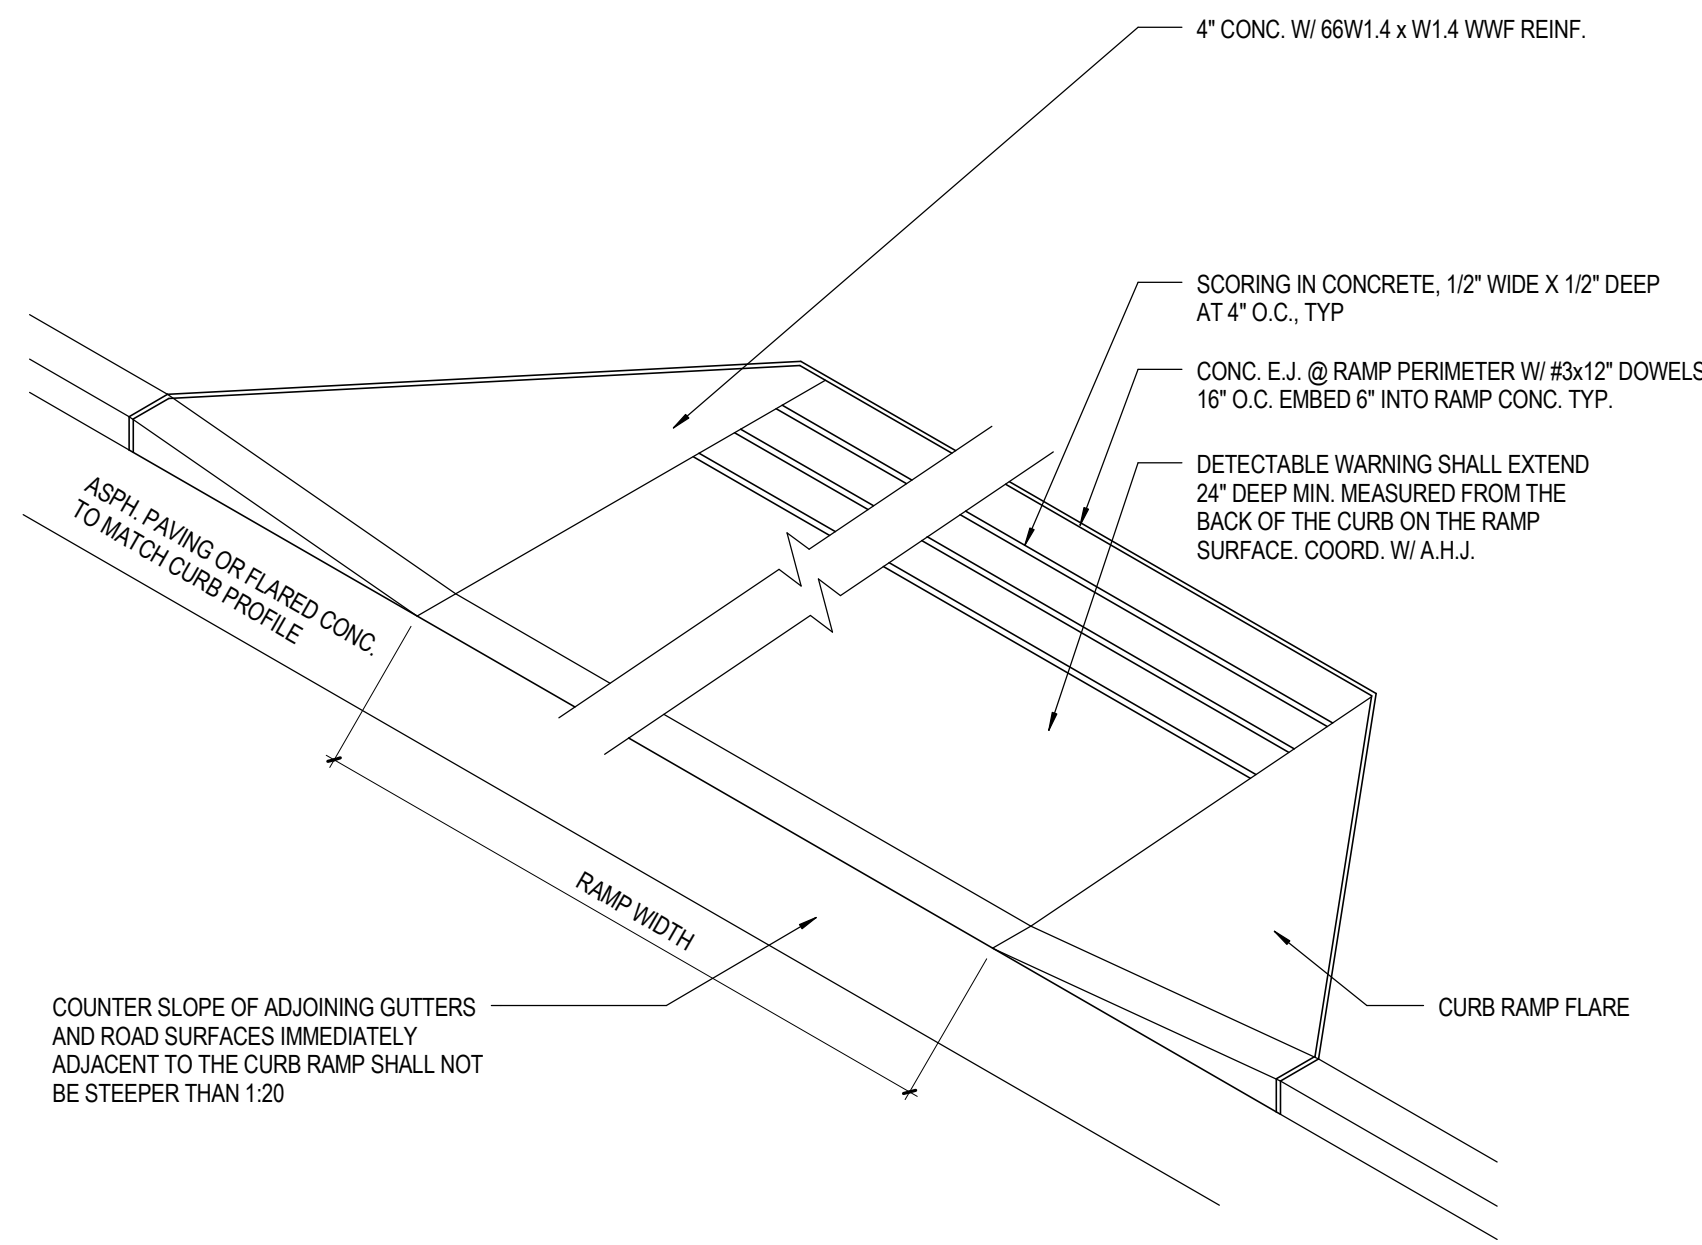 4" CONC. W/ 66W1.4 x W1.4 WWF REINF.
SCORING IN CONCRETE, 1/2" WIDE X 1/2" DEEP
AT 4" O.C., TYP
CONC. E.J. @ RAMP PERIMETER W/ #3x12" DOWELS
16" O.C. EMBED 6" INTO RAMP CONC. TYP.
DETECTABLE WARNING SHALL EXTEND
24" DEEP MIN. MEASURED FROM THE
BACK OF THE CURB ON THE RAMP
SURFACE. COORD. W/ A.H.J.
ASPH. PAVING OR FLARED CONC.
TO MATCH CURB PROFILE
RAMP WIDTH
COUNTER SLOPE OF ADJOINING GUTTERS
AND ROAD SURFACES IMMEDIATELY
ADJACENT TO THE CURB RAMP SHALL NOT
BE STEEPER THAN 1:20
CURB RAMP FLARE